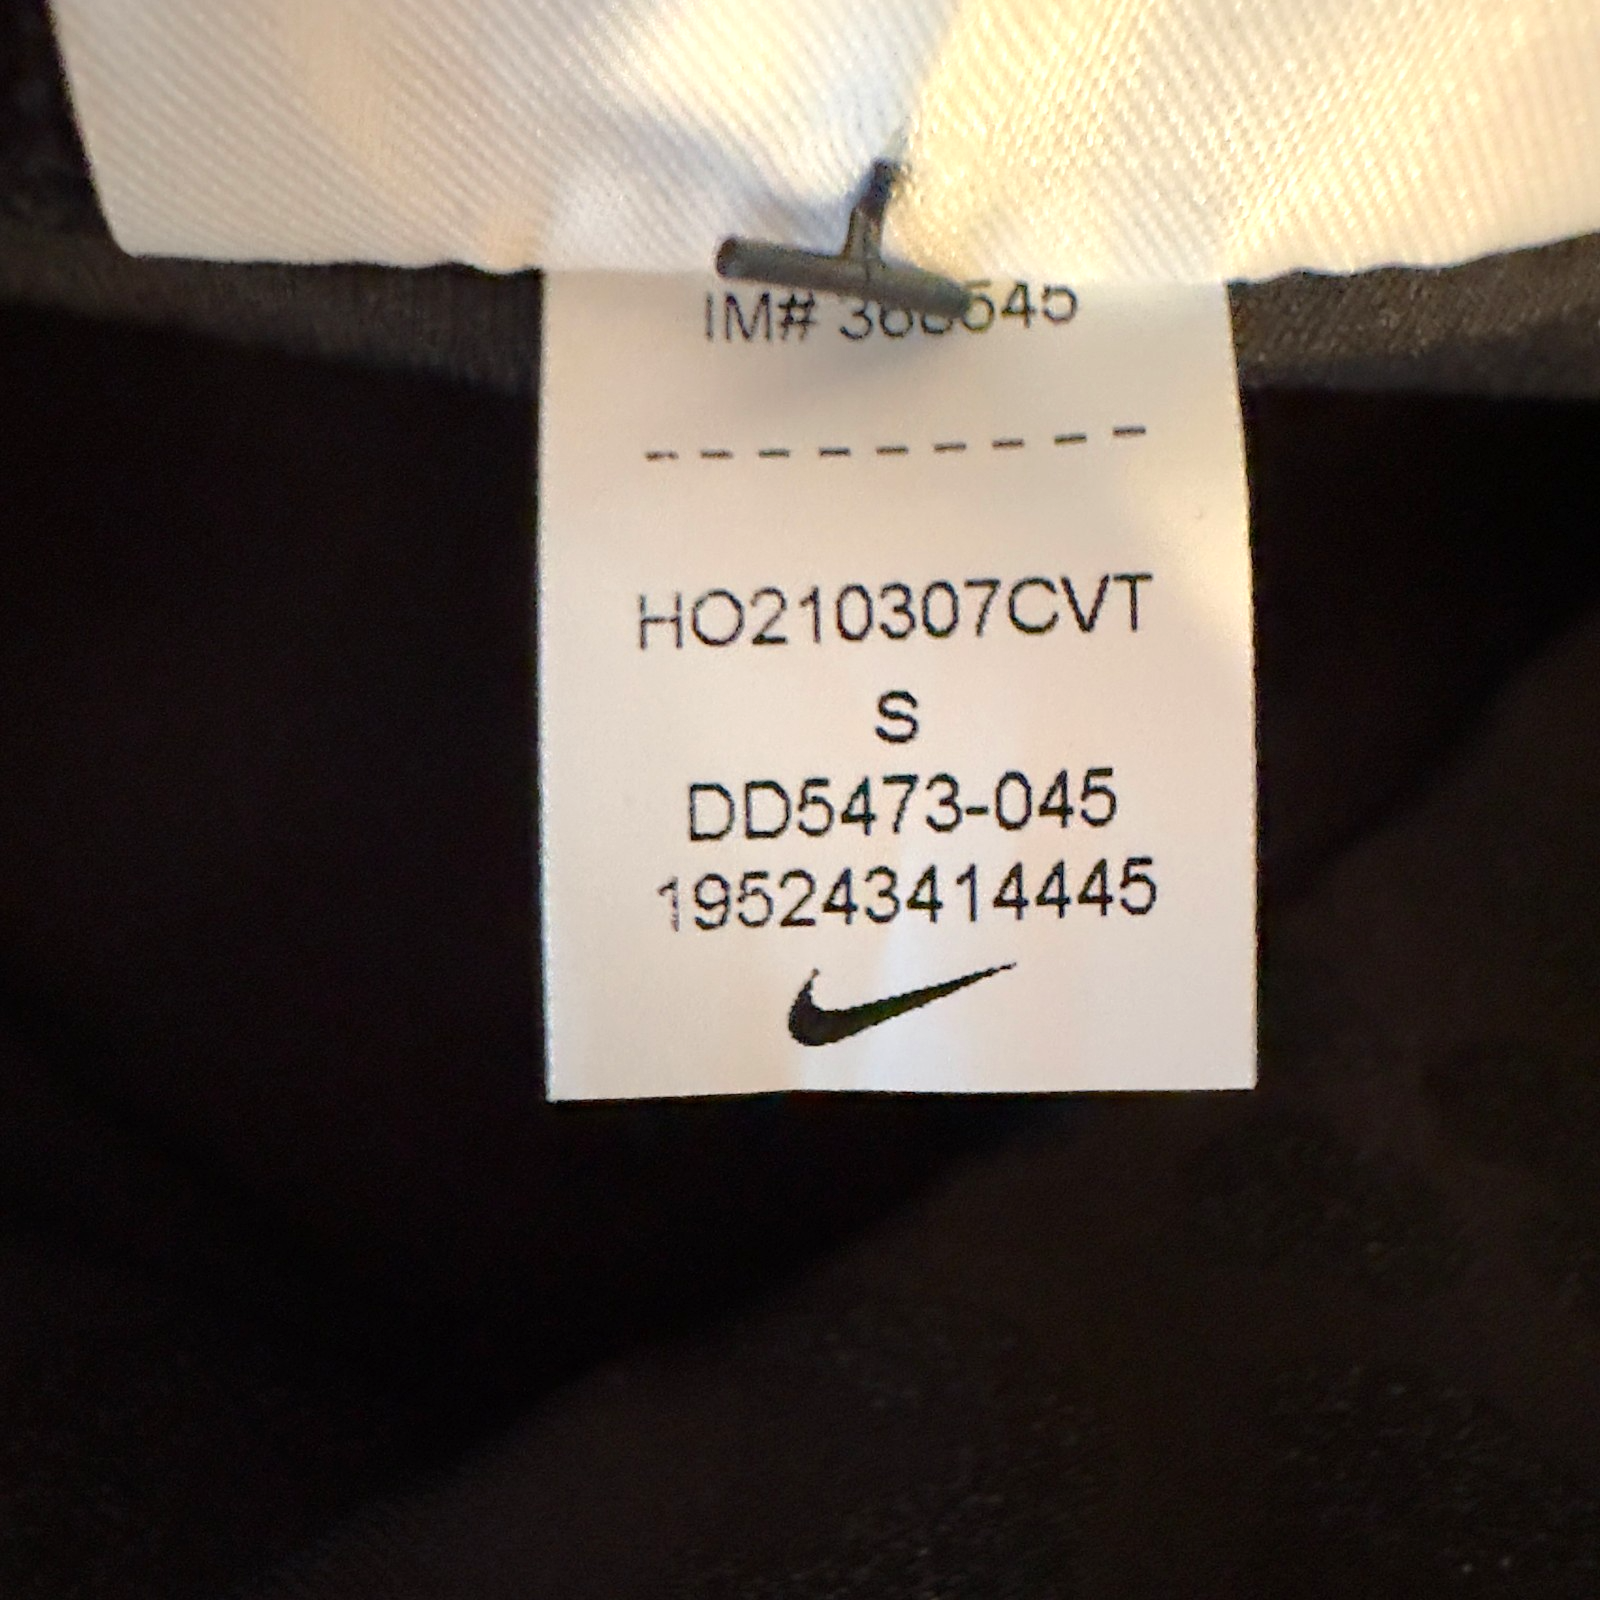 IM#
- - - - - - - - -
HO210307CVT
S
DD5473-045
195243414445